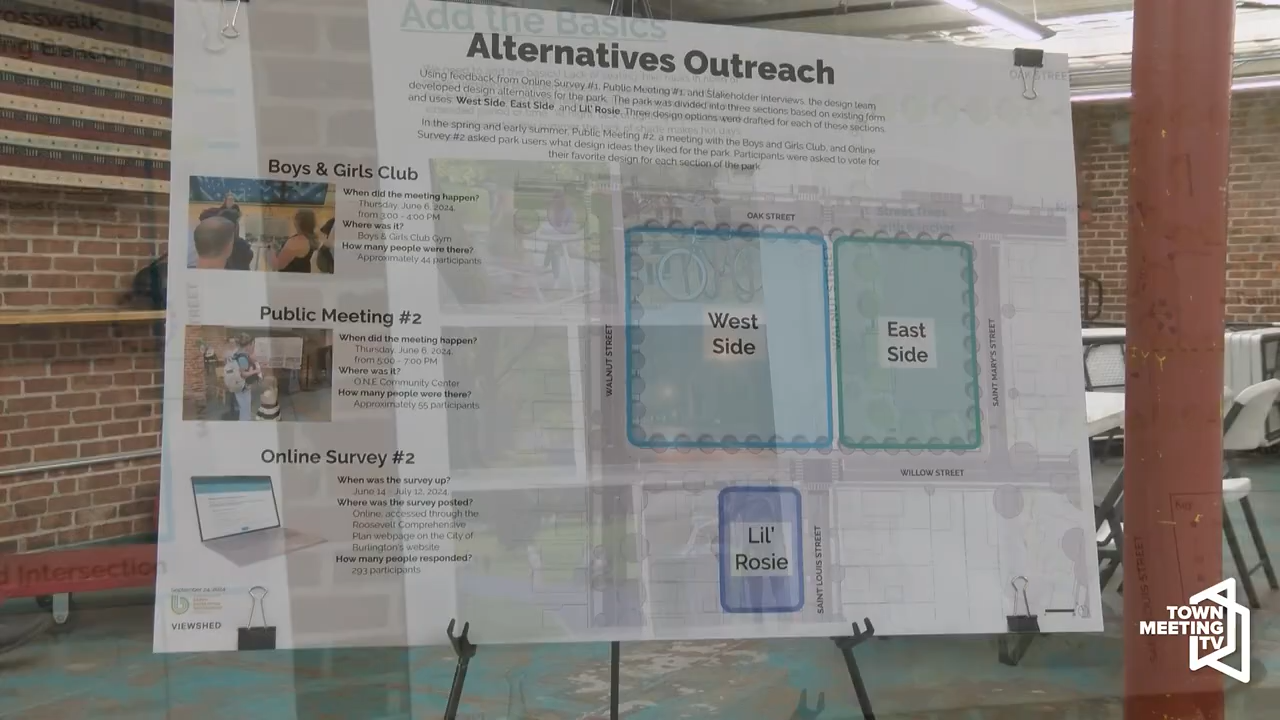 Add the Basics
Alternatives Outreach
Using feedback from Online Survey #1, Public Meeting #1, and Stakeholder Interviews, the design team
developed design alternatives for the park. The park was divided into three sections based on existing form
and uses: West Side, East Side, and Lil' Rosie. Three design options were drafted for each of these sections.
In the spring and early summer, Public Meeting #2, a meeting with the Boys and Girls Club, and Online
Survey #2 asked park users what design ideas they liked for the park. Participants were asked to vote for
their favorite design for each section of the park.
Boys & Girls Club
When did the meeting happen?
Thursday, June 6, 2024,
from 3:00 - 4:00 PM
Where was it?
Boys & Girls Club Gym
How many people were there?
Approximately 44 participants
Public Meeting #2
When did the meeting happen?
Thursday, June 6, 2024,
from 5:00 - 7:00 PM
Where was it?
O.N.E Community Center
How many people were there?
Approximately 55 participants
Online Survey #2
When was the survey up?
June 14 - July 12, 2024
Where was the survey posted?
Online, accessed through the
Roosevelt Comprehensive
Plan webpage on the City of
Burlington's website
How many people responded?
293 participants
September 24, 2024
VIEWSHED
OAK STREET
WALNUT STREET
West
Side
East
Side
SAINT MARY'S STREET
WILLOW STREET
Lil'
Rosie
SAINT LOUIS STREET
OAK STREET
Street Trees
d Intersection
TOWN
MEETING
TV